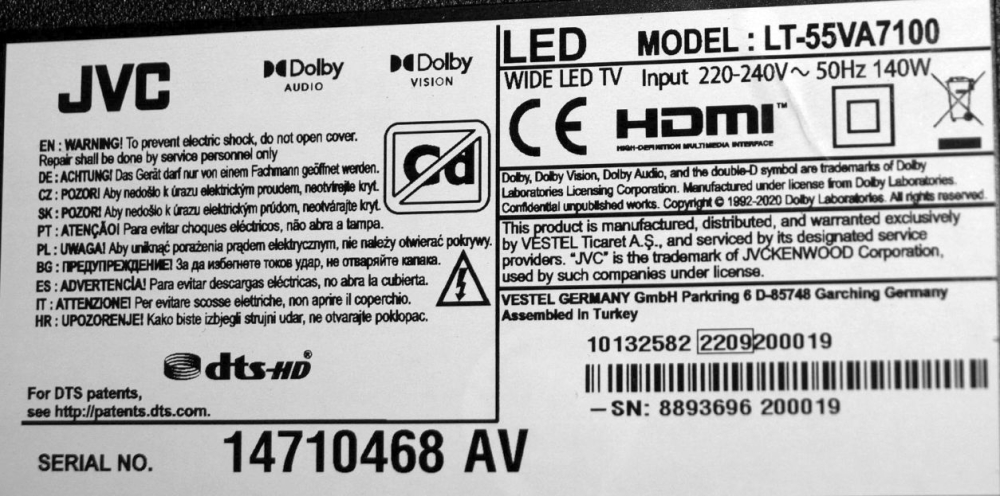 JVC
Dolby
AUDIO
Dolby
VISION
EN : WARNING! To prevent electric shock, do not open cover.
Repair shall be done by service personnel only
DE : ACHTUNG! Das Gerät darf nur von einem Fachmann geöffnet werden.
CZ : POZOR! Aby nedošlo k úrazu elektrickým proudem, neotvírejte kryt.
SK : POZOR! Aby nedošlo k úrazu elektrickým prúdom, neotvárajte kryt.
PT : ATENÇÃO! Para evitar choques eléctricos, não abra a tampa.
PL : UWAGA! Aby uniknąć porażenia prądem elektrycznym, nie należy otwierać pokrywy.
BG : ПРЕДУПРЕЖДЕНИЕ! За да избегнете токов удар, не отваряйте капака.
ES : ADVERTENCIA! Para evitar descargas eléctricas, no abra la cubierta.
IT : ATTENZIONE! Per evitare scosse elettriche, non aprire il coperchio.
HR : UPOZORENJE! Kako biste izbjegli strujni udar, ne otvarajte poklopac.
Cd
dts-HD®
For DTS patents,
see http://patents.dts.com.
LED MODEL : LT-55VA7100
WIDE LED TV Input 220-240V~ 50Hz 140W
CE HDMI™
HIGH-DEFINITION MULTIMEDIA INTERFACE
Dolby, Dolby Vision, Dolby Audio, and the double-D symbol are trademarks of Dolby
Laboratories Licensing Corporation. Manufactured under license from Dolby Laboratories.
Confidential unpublished works. Copyright © 1992-2020 Dolby Laboratories. All rights reserved.
This product is manufactured, distributed, and warranted exclusively
by VESTEL Ticaret A.Ş., and serviced by its designated service
providers. "JVC" is the trademark of JVCKENWOOD Corporation,
used by such companies under license.
VESTEL GERMANY GmbH Parkring 6 D-85748 Garching Germany
Assembled In Turkey
10132582 2209200019
–SN: 8893696 200019
SERIAL NO. 14710468 AV